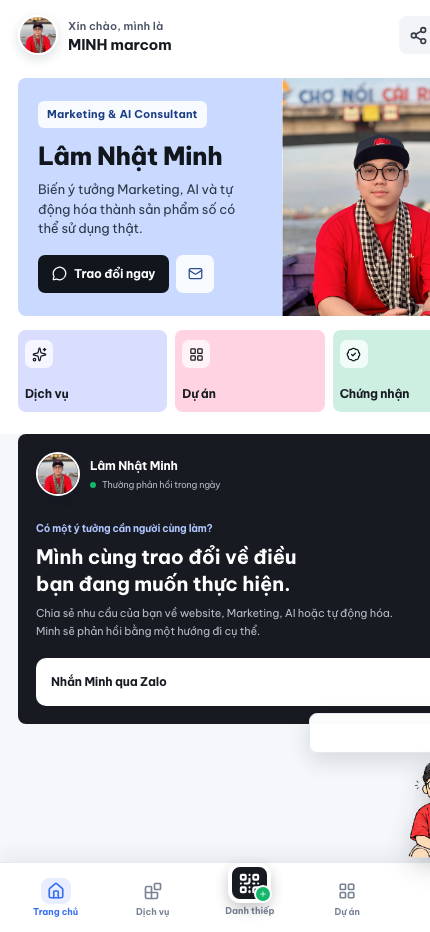 Xin chào, mình là
MINH marcom
Marketing & AI Consultant
CHỢ NỔI CÁI R
Lâm Nhật Minh
Biến ý tưởng Marketing, AI và tự
động hóa thành sản phẩm số có
thể sử dụng thật.
Trao đổi ngay
Dịch vụ
Dự án
Chứng nhận
Lâm Nhật Minh
Thường phản hồi trong ngày
Có một ý tưởng cần người cùng làm?
Mình cùng trao đổi về điều
bạn đang muốn thực hiện.
Chia sẻ nhu cầu của bạn về website, Marketing, AI hoặc tự động hóa.
Minh sẽ phản hồi bằng một hướng đi cụ thể.
Nhắn Minh qua Zalo
Trang chủ
Dịch vụ
Danh thiếp
Dự án